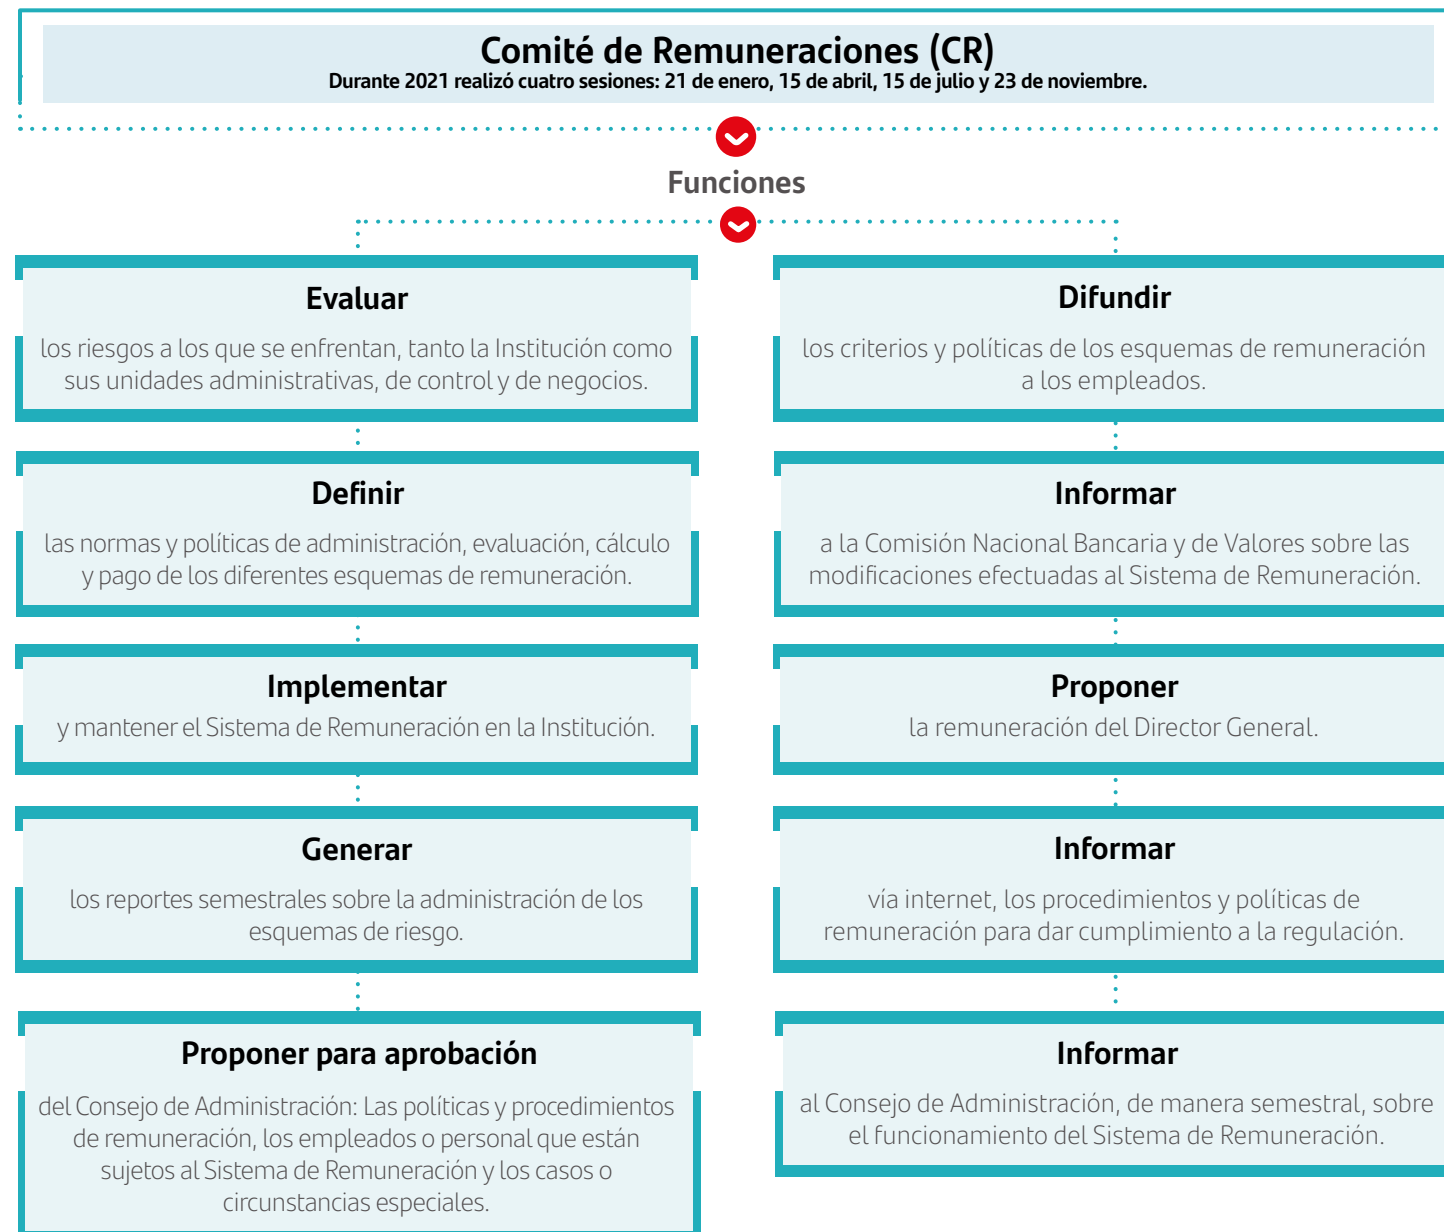 Comité de Remuneraciones (CR)
Durante 2021 realizó cuatro sesiones: 21 de enero, 15 de abril, 15 de julio y 23 de noviembre.
Funciones
Evaluar
los riesgos a los que se enfrentan, tanto la Institución como
sus unidades administrativas, de control y de negocios.
Definir
las normas y políticas de administración, evaluación, cálculo
y pago de los diferentes esquemas de remuneración.
Implementar
y mantener el Sistema de Remuneración en la Institución.
Generar
los reportes semestrales sobre la administración de los
esquemas de riesgo.
Proponer para aprobación
del Consejo de Administración: Las políticas y procedimientos
de remuneración, los empleados o personal que están
sujetos al Sistema de Remuneración y los casos o
circunstancias especiales.
Difundir
los criterios y políticas de los esquemas de remuneración
a los empleados.
Informar
a la Comisión Nacional Bancaria y de Valores sobre las
modificaciones efectuadas al Sistema de Remuneración.
Proponer
la remuneración del Director General.
Informar
vía internet, los procedimientos y políticas de
remuneración para dar cumplimiento a la regulación.
Informar
al Consejo de Administración, de manera semestral, sobre
el funcionamiento del Sistema de Remuneración.